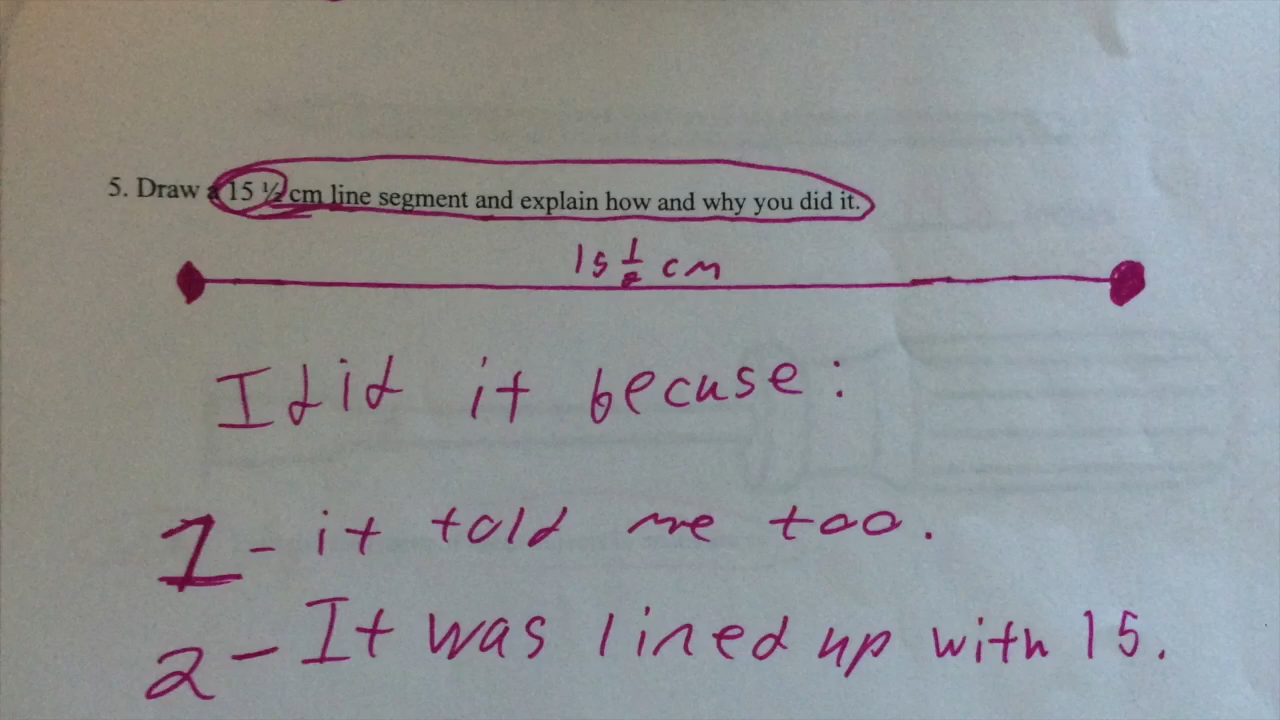 5. Draw a 15 ½ cm line segment and explain how and why you did it.
15 1/2 cm
I did it becuse:
1- it told me too.
2- It was lined up with 15.